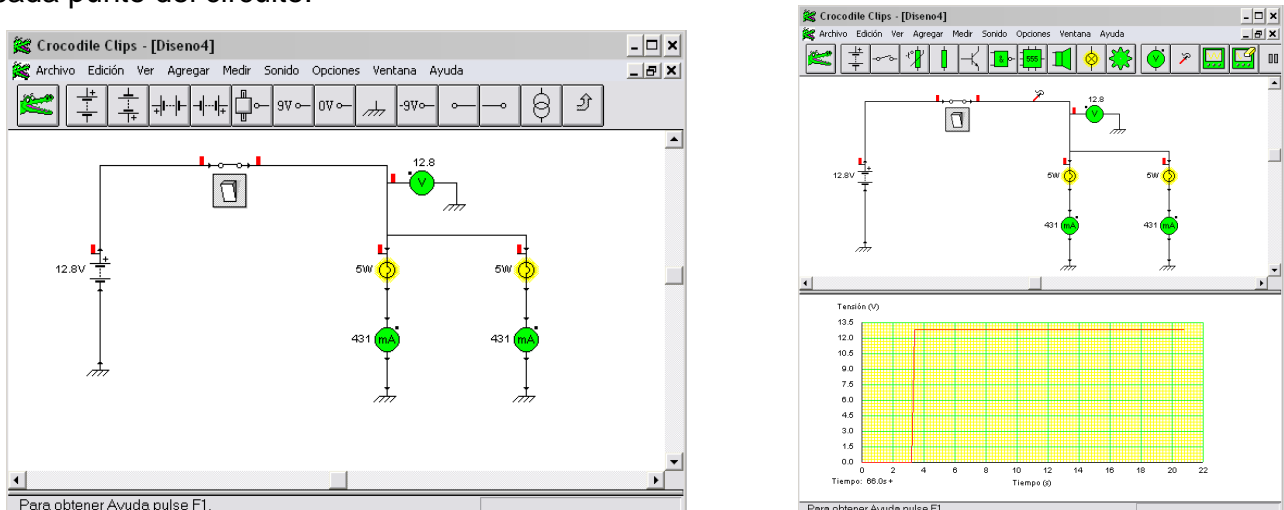 cada punto del circuito.
Crocodile Clips - [Diseno4]
Archivo Edición Ver Agregar Medir Sonido Opciones Ventana Ayuda
9V 0V -9V
12.8
V
12.8V
5W 5W
431 mA 431 mA
Para obtener Ayuda pulse F1.
Crocodile Clips - [Diseno4]
Archivo Edición Ver Agregar Medir Sonido Opciones Ventana Ayuda
& 555 V
12.8
V
12.8V
5W 5W
431 mA 431 mA
Tensión (V)
13.5
12.0
10.5
9.0
7.5
6.0
4.5
3.0
1.5
0.0
0 2 4 6 8 10 12 14 16 18 20 22
Tiempo: 66.0s + Tiempo (s)
Para obtener Ayuda pulse F1